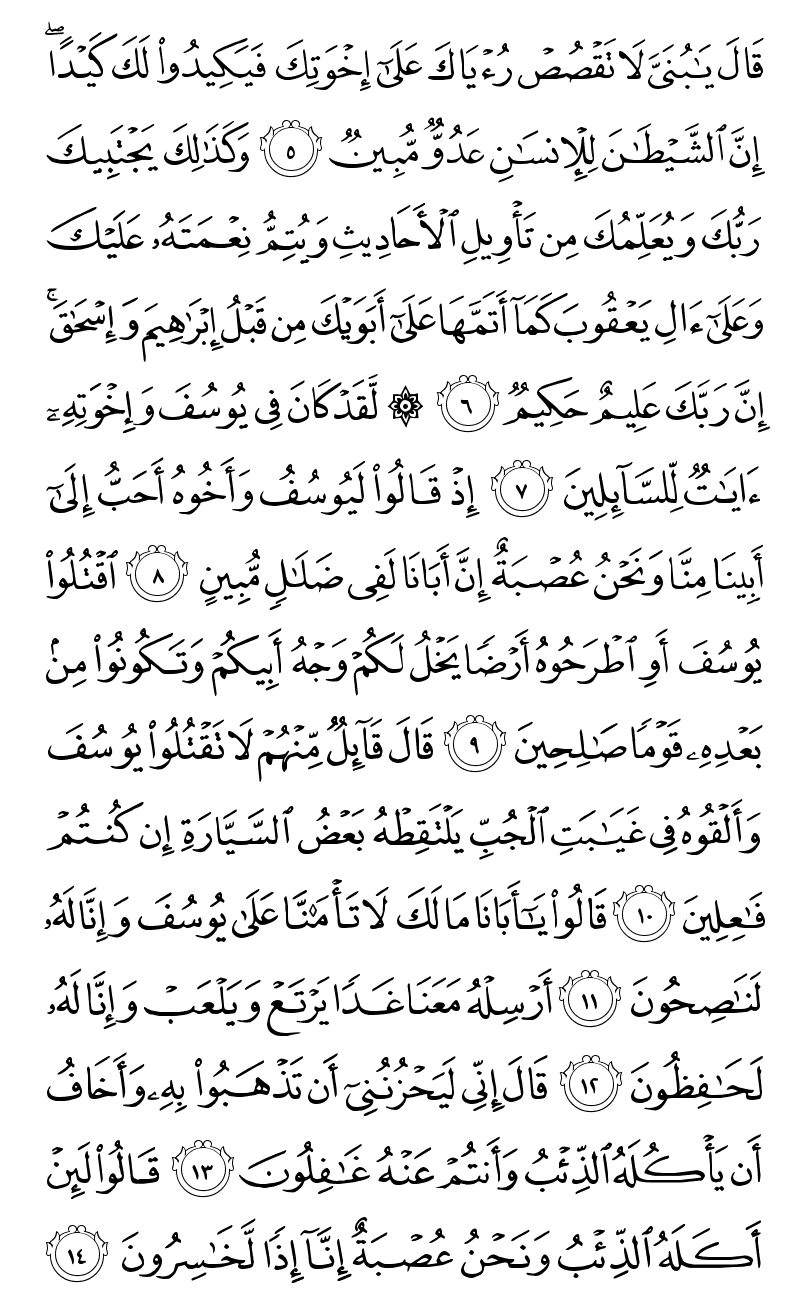 قَالَ يَٰبُنَيَّ لَا تَقۡصُصۡ رُءۡيَاكَ عَلَىٰٓ إِخۡوَتِكَ فَيَكِيدُواْ لَكَ كَيۡدًاۖ
إِنَّ ٱلشَّيۡطَٰنَ لِلۡإِنسَٰنِ عَدُوّٞ مُّبِينٞ ٥ وَكَذَٰلِكَ يَجۡتَبِيكَ
رَبُّكَ وَيُعَلِّمُكَ مِن تَأۡوِيلِ ٱلۡأَحَادِيثِ وَيُتِمُّ نِعۡمَتَهُۥ عَلَيۡكَ
وَعَلَىٰٓ ءَالِ يَعۡقُوبَ كَمَآ أَتَمَّهَا عَلَىٰٓ أَبَوَيۡكَ مِن قَبۡلُ إِبۡرَٰهِيمَ وَإِسۡحَٰقَۚ
إِنَّ رَبَّكَ عَلِيمٌ حَكِيمٞ ٦ ۞ لَّقَدۡ كَانَ فِي يُوسُفَ وَإِخۡوَتِهِۦٓ
ءَايَٰتٞ لِّلسَّآئِلِينَ ٧ إِذۡ قَالُواْ لَيُوسُفُ وَأَخُوهُ أَحَبُّ إِلَىٰٓ
أَبِينَا مِنَّا وَنَحۡنُ عُصۡبَةٌ إِنَّ أَبَانَا لَفِي ضَلَٰلٖ مُّبِينٍ ٨ ٱقۡتُلُواْ
يُوسُفَ أَوِ ٱطۡرَحُوهُ أَرۡضٗا يَخۡلُ لَكُمۡ وَجۡهُ أَبِيكُمۡ وَتَكُونُواْ مِنۢ
بَعۡدِهِۦ قَوۡمٗا صَٰلِحِينَ ٩ قَالَ قَآئِلٞ مِّنۡهُمۡ لَا تَقۡتُلُواْ يُوسُفَ
وَأَلۡقُوهُ فِي غَيَٰبَتِ ٱلۡجُبِّ يَلۡتَقِطۡهُ بَعۡضُ ٱلسَّيَّارَةِ إِن كُنتُمۡ
فَٰعِلِينَ ١٠ قَالُواْ يَٰٓأَبَانَا مَا لَكَ لَا تَأۡمَ۬نَّا عَلَىٰ يُوسُفَ وَإِنَّا لَهُۥ
لَنَٰصِحُونَ ١١ أَرۡسِلۡهُ مَعَنَا غَدٗا يَرۡتَعۡ وَيَلۡعَبۡ وَإِنَّا لَهُۥ
لَحَٰفِظُونَ ١٢ قَالَ إِنِّي لَيَحۡزُنُنِيٓ أَن تَذۡهَبُواْ بِهِۦ وَأَخَافُ
أَن يَأۡكُلَهُ ٱلذِّئۡبُ وَأَنتُمۡ عَنۡهُ غَٰفِلُونَ ١٣ قَالُواْ لَئِنۡ
أَكَلَهُ ٱلذِّئۡبُ وَنَحۡنُ عُصۡبَةٌ إِنَّآ إِذٗا لَّخَٰسِرُونَ ١٤